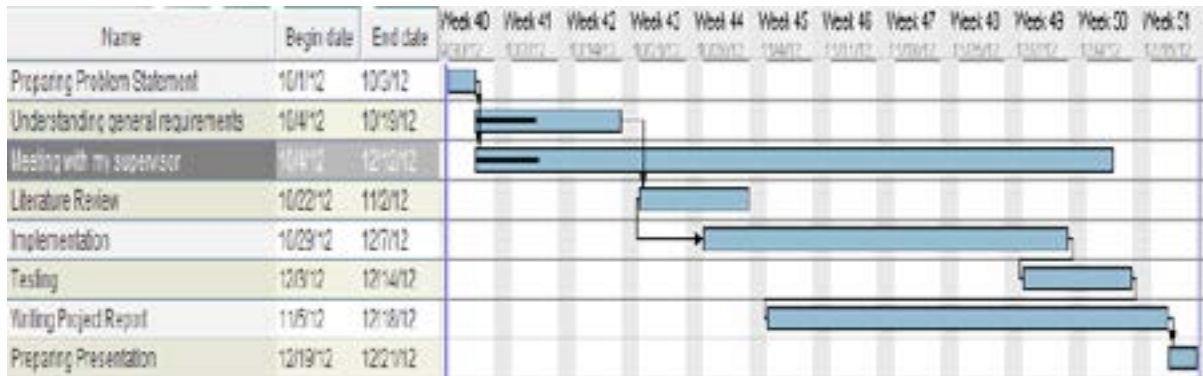 Name Begin date End date Week 40 Week 41 Week 42 Week 43 Week 44 Week 45 Week 46 Week 47 Week 48 Week 49 Week 50 Week 51
Preparing Problem Statement 10/1/12 10/3/12
Understanding general requirements 10/4/12 10/19/12
Meeting with my supervisor 10/4/12 12/12/12
Literature Review 10/22/12 11/2/12
Implementation 10/29/12 12/7/12
Testing 12/3/12 12/14/12
Writing Project Report 11/5/12 12/18/12
Preparing Presentation 12/19/12 12/21/12